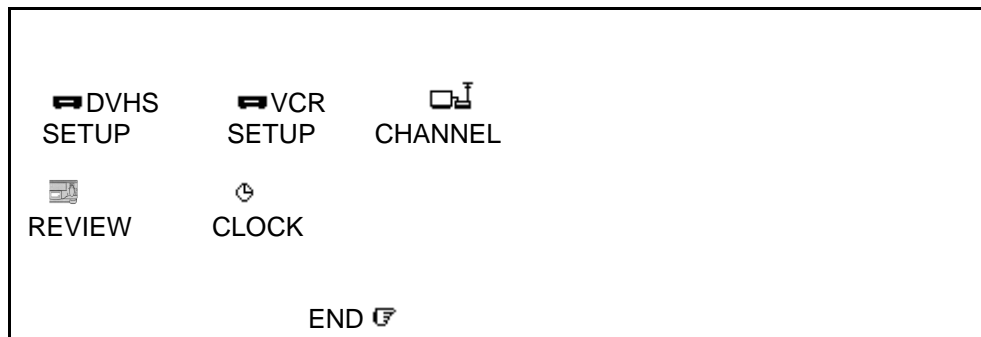 DVHS VCR
SETUP SETUP CHANNEL
REVIEW CLOCK
END